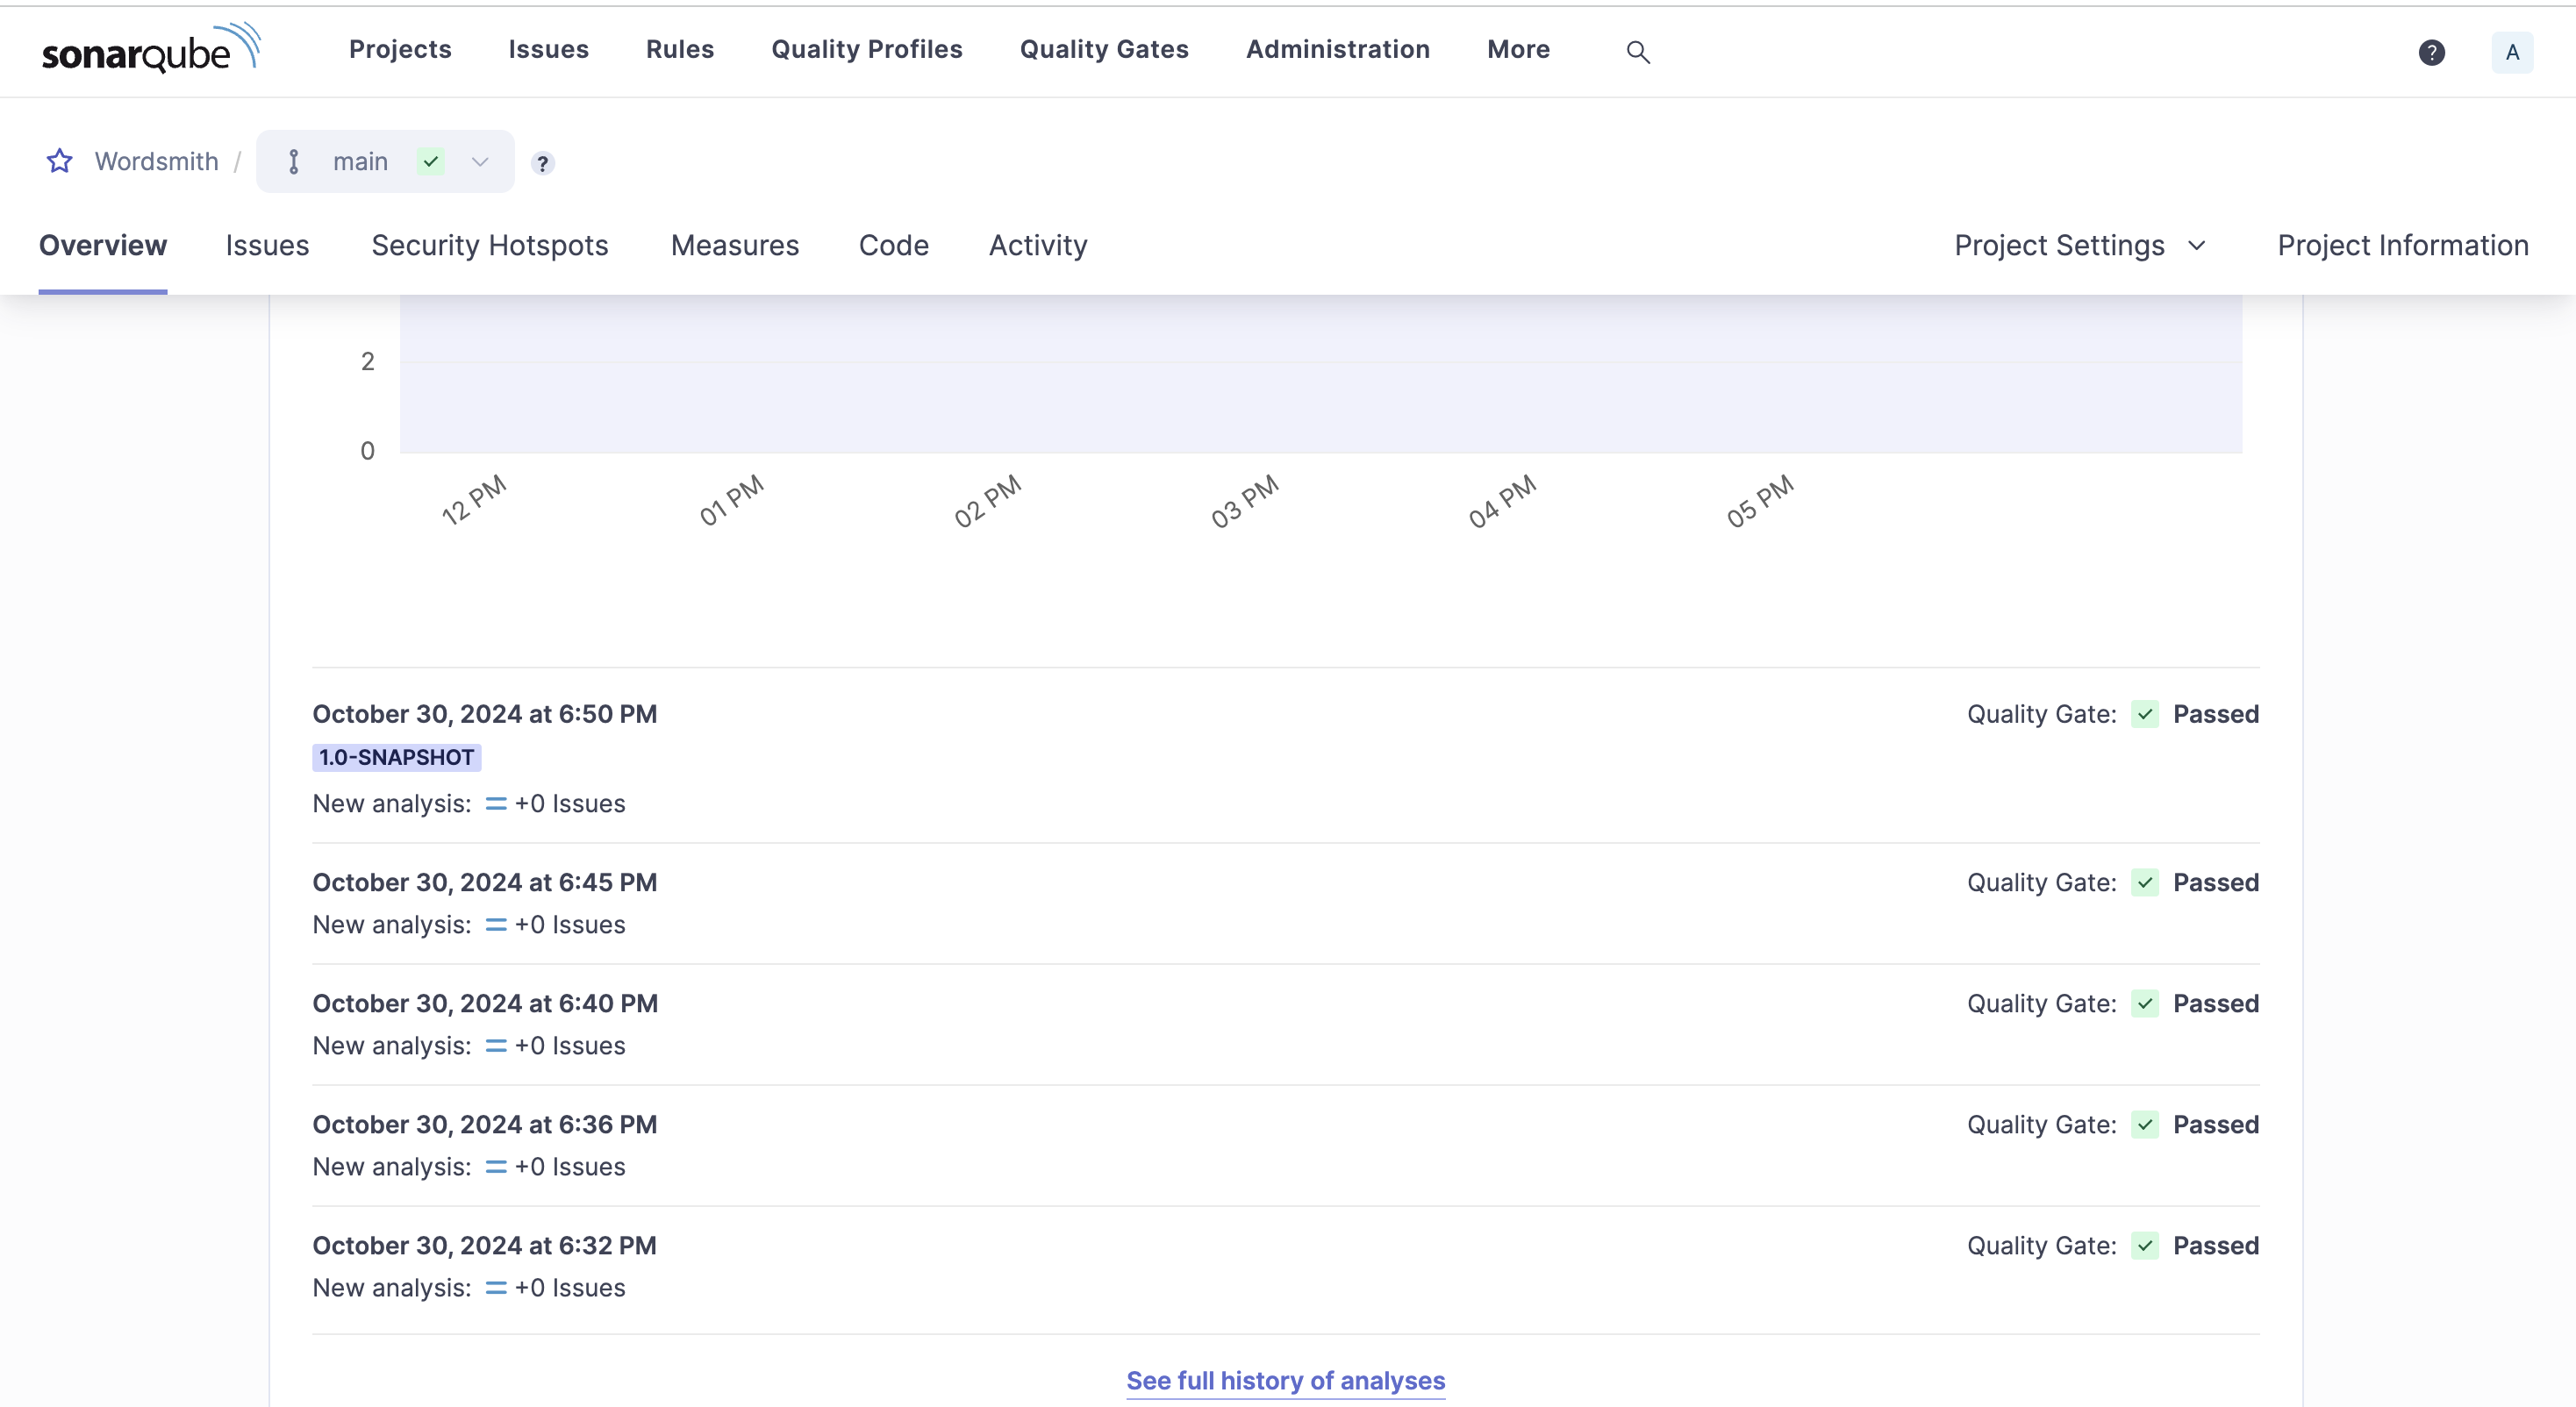 sonarqube Projects Issues Rules Quality Profiles Quality Gates Administration More ? A
Wordsmith / main ?
Overview Issues Security Hotspots Measures Code Activity Project Settings Project Information
2
0
12 PM 01 PM 02 PM 03 PM 04 PM 05 PM
October 30, 2024 at 6:50 PM Quality Gate: Passed
1.0-SNAPSHOT
New analysis: = +0 Issues
October 30, 2024 at 6:45 PM Quality Gate: Passed
New analysis: = +0 Issues
October 30, 2024 at 6:40 PM Quality Gate: Passed
New analysis: = +0 Issues
October 30, 2024 at 6:36 PM Quality Gate: Passed
New analysis: = +0 Issues
October 30, 2024 at 6:32 PM Quality Gate: Passed
New analysis: = +0 Issues
See full history of analyses